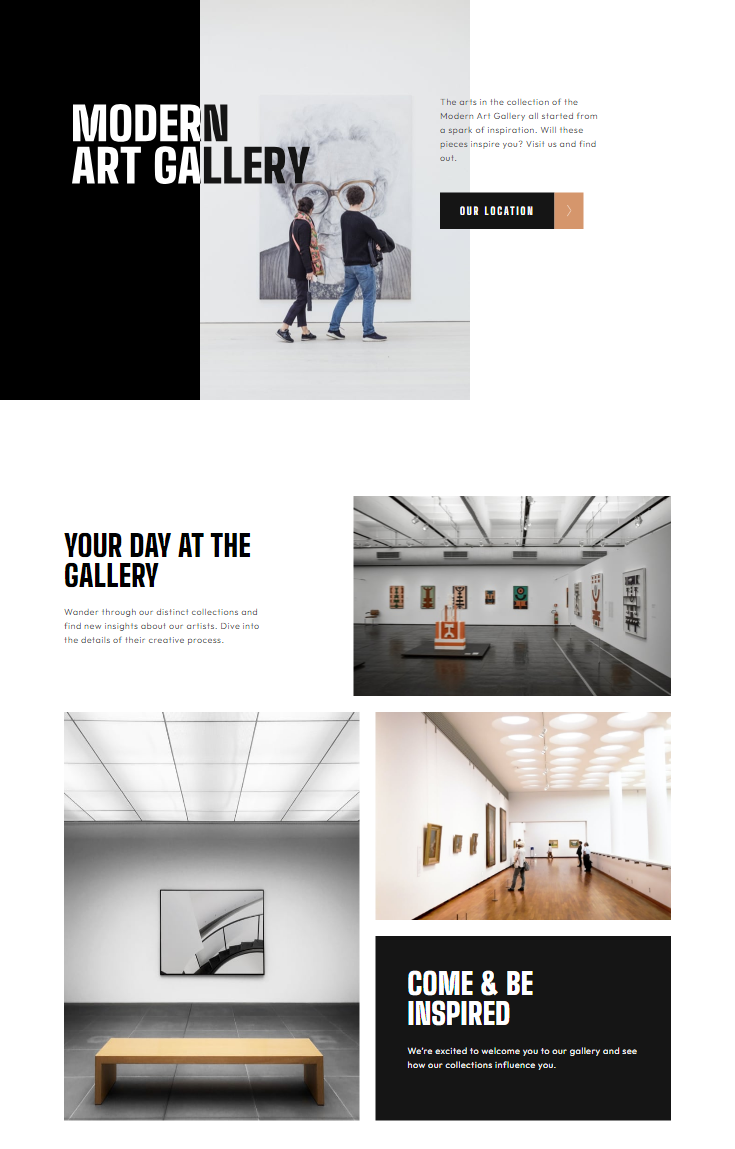 MODERN
ART GALLERY
The arts in the collection of the
Modern Art Gallery all started from
a spark of inspiration. Will these
pieces inspire you? Visit us and find
out.
OUR LOCATION
YOUR DAY AT THE
GALLERY
Wander through our distinct collections and
find new insights about our artists. Dive into
the details of their creative process.
COME & BE
INSPIRED
We're excited to welcome you to our gallery and see
how our collections influence you.